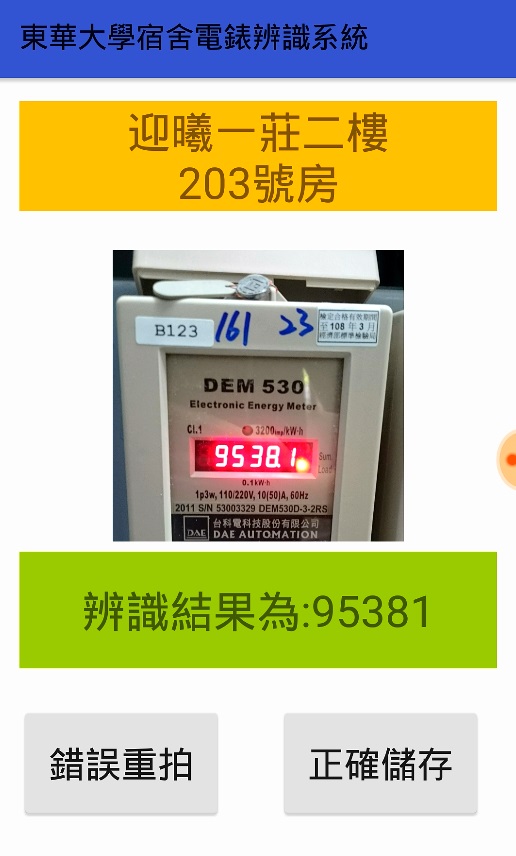 東華大學宿舍電錶辨識系統
迎曦一莊二樓
203號房
B123 161 23
檢定合格有效期間
至108年3月
經濟部標準檢驗局
DEM 530
Electronic Energy Meter
Cl.1 3200imp/kW·h
9538.1
Sum
Load
0.1kW·h
1p3w, 110/220V, 10(50)A, 60Hz
2011 S/N 53003329 DEM530D-3-2RS
DAE 台科電科技股份有限公司
DAE AUTOMATION
辨識結果為:95381
錯誤重拍 正確儲存